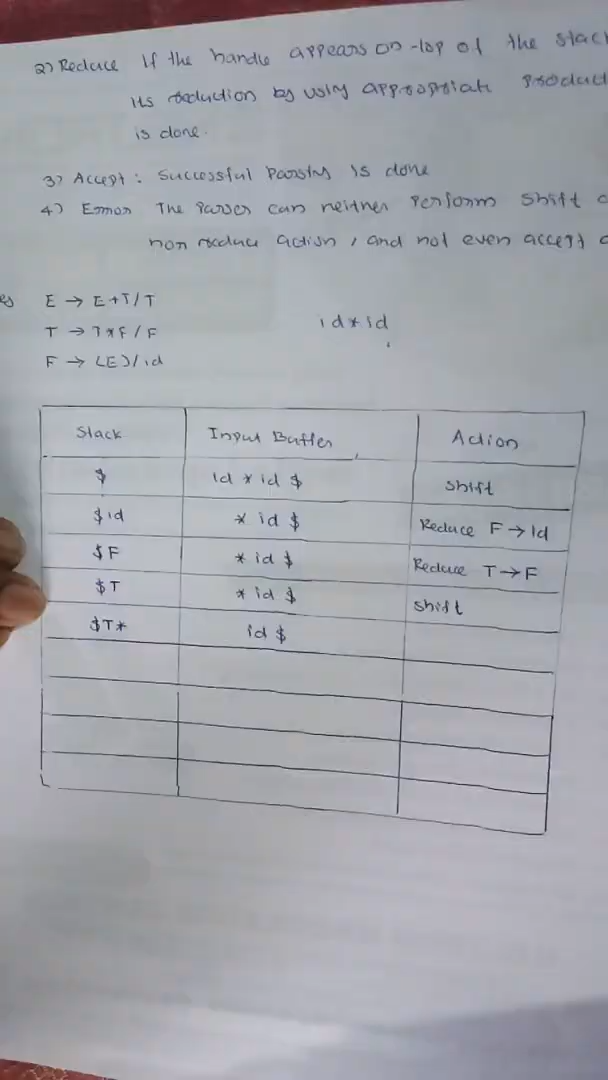 2) Reduce If the handle appears on top of the stack
its reduction by using appropriate product
is done.
3) Accept: Successful Parsing is done
4) Error The Parser can neither Perform shift
non reduce action, and not even accept
E → E+T/T
T → T*F/F
id*id
F → (E)/id
Stack Input Buffer Action
$ id * id $ shift
$id * id $ Reduce F→Id
$F * id $ Reduce T→F
$T * id $ shift
$T* id $